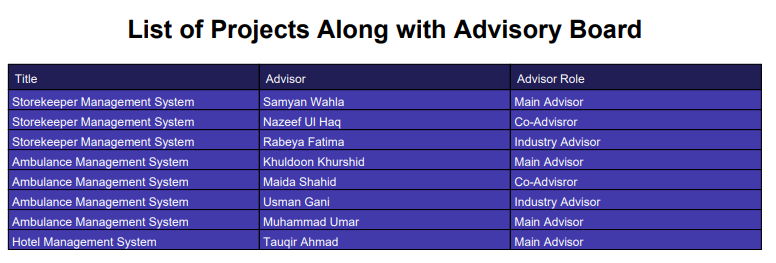 List of Projects Along with Advisory Board
Title Advisor Advisor Role
Storekeeper Management System Samyan Wahla Main Advisor
Storekeeper Management System Nazeef Ul Haq Co-Advisror
Storekeeper Management System Rabeya Fatima Industry Advisor
Ambulance Management System Khuldoon Khurshid Main Advisor
Ambulance Management System Maida Shahid Co-Advisror
Ambulance Management System Usman Gani Industry Advisor
Ambulance Management System Muhammad Umar Main Advisor
Hotel Management System Tauqir Ahmad Main Advisor